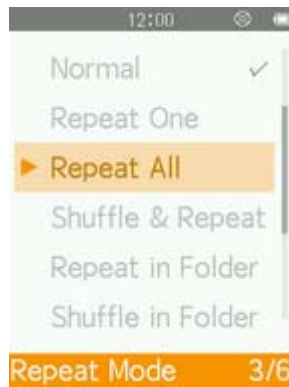 12:00
Normal
Repeat One
Repeat All
Shuffle & Repeat
Repeat in Folder
Shuffle in Folder
Repeat Mode 3/6